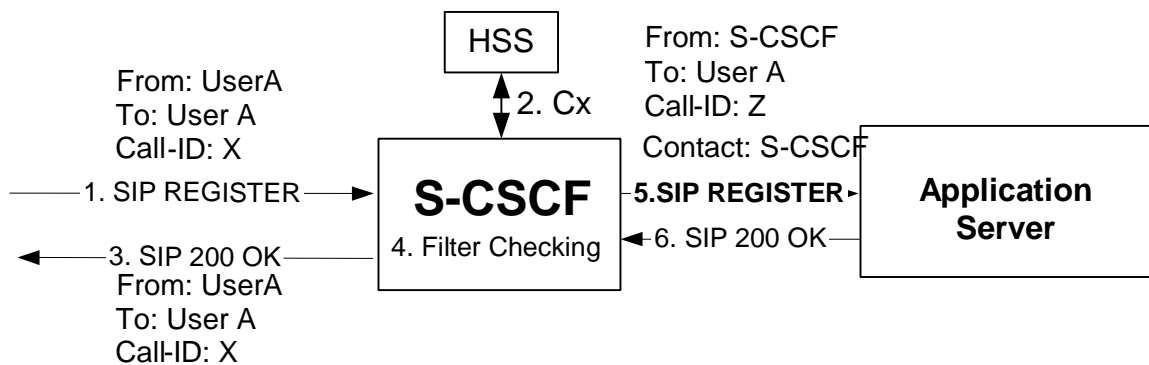 HSS
From: UserA
To: User A
Call-ID: X
2. Cx
From: S-CSCF
To: User A
Call-ID: Z
Contact: S-CSCF
1. SIP REGISTER
S-CSCF
4. Filter Checking
5.SIP REGISTER
Application
Server
6. SIP 200 OK
3. SIP 200 OK
From: UserA
To: User A
Call-ID: X